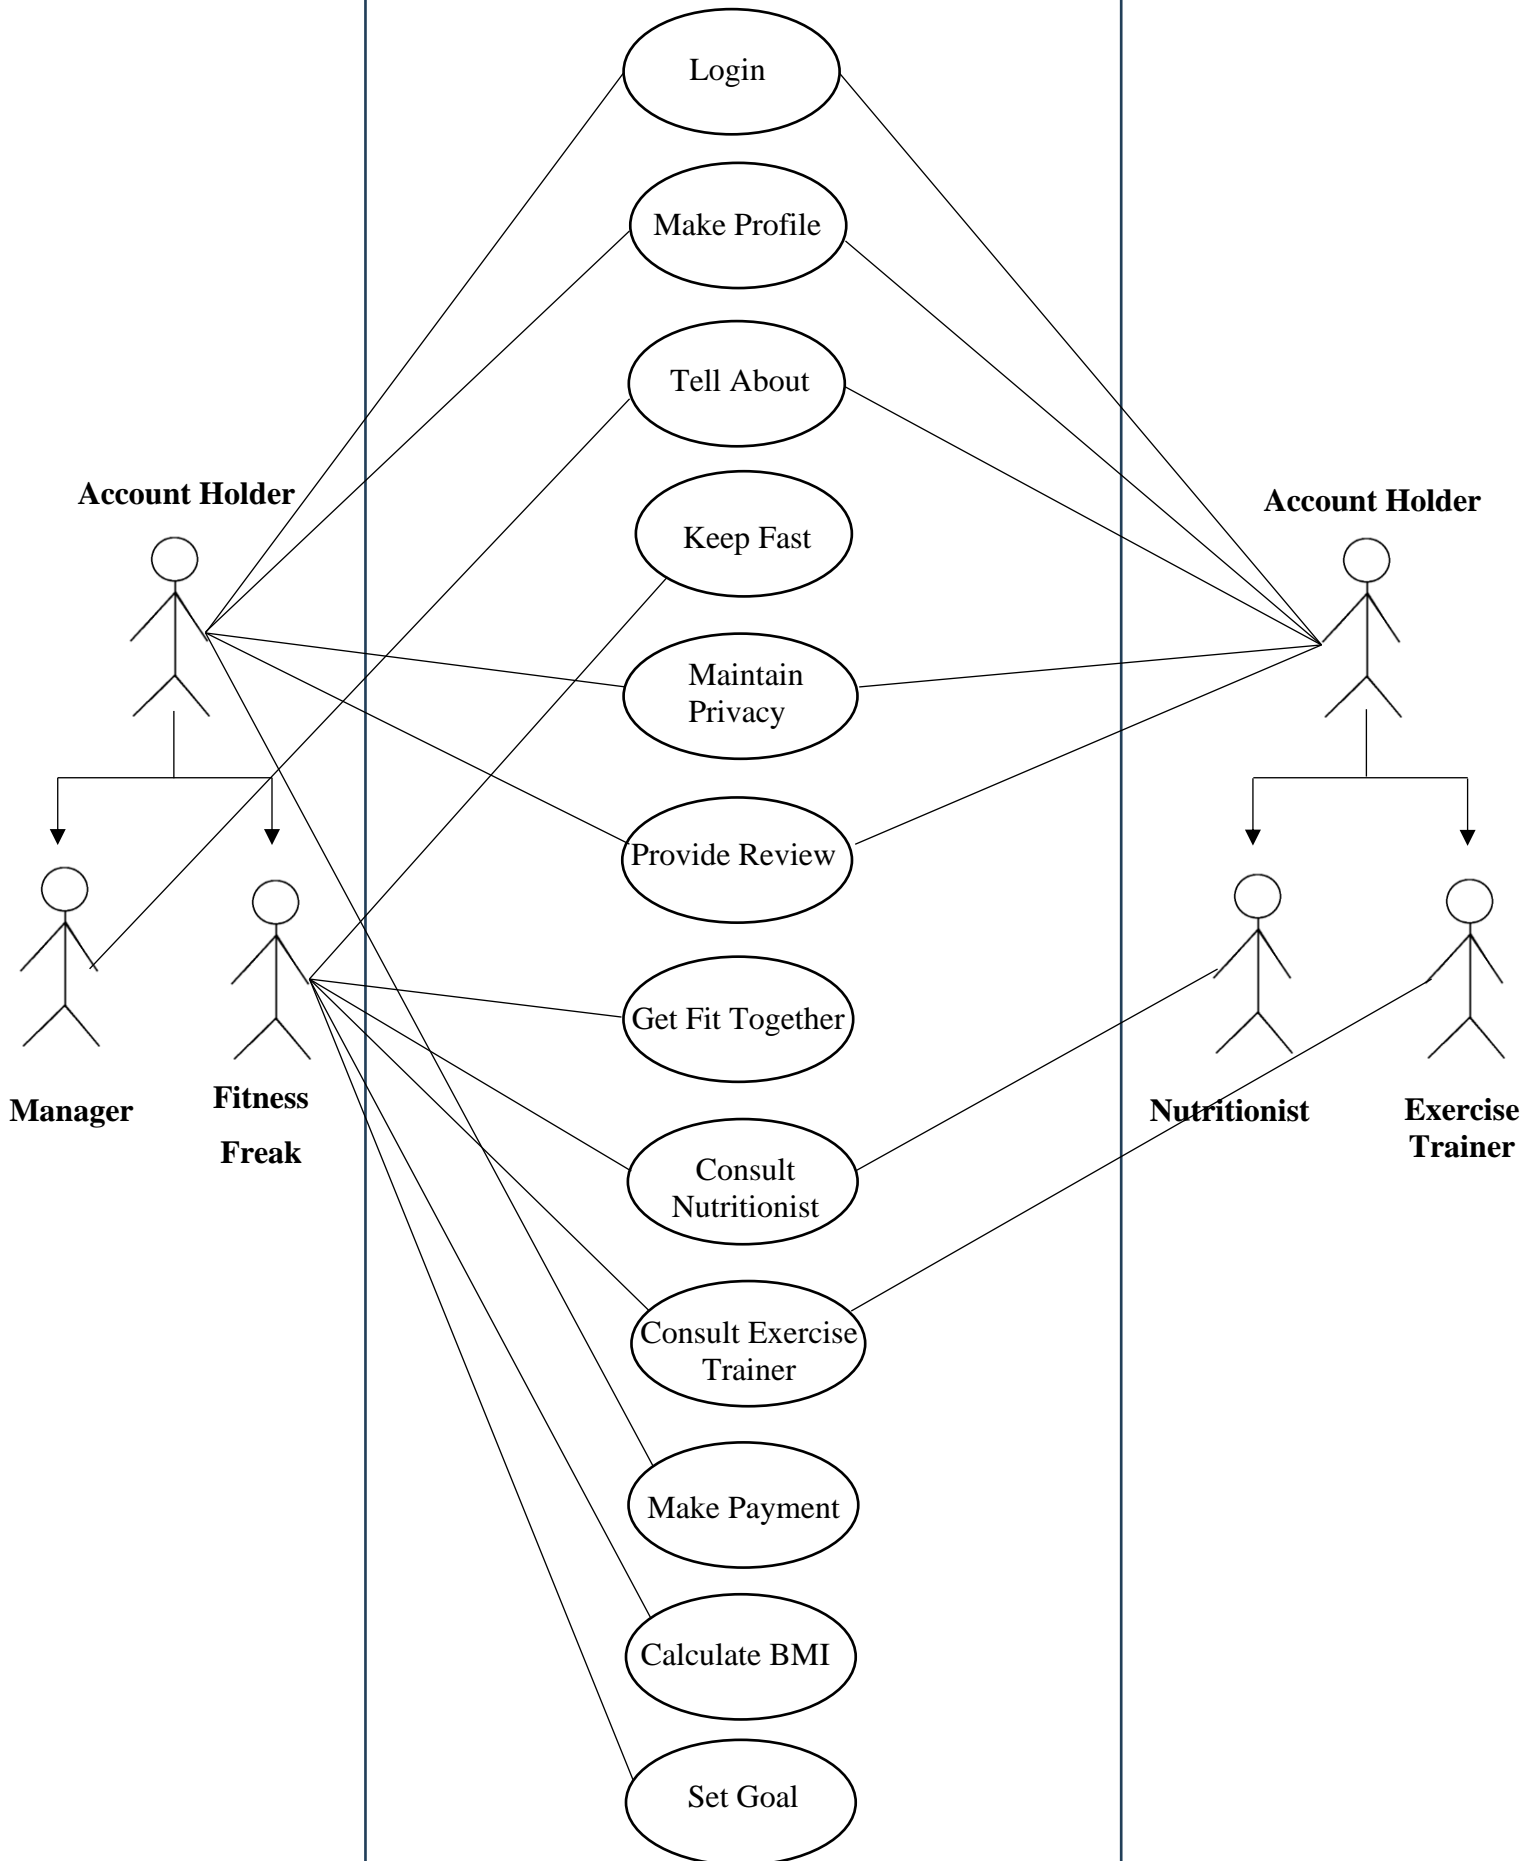 Login
Make Profile
Tell About
Account Holder
Account Holder
Keep Fast
Maintain
Privacy
Provide Review
Get Fit Together
Manager
Fitness
Freak
Nutritionist
Exercise
Trainer
Consult
Nutritionist
Consult Exercise
Trainer
Make Payment
Calculate BMI
Set Goal